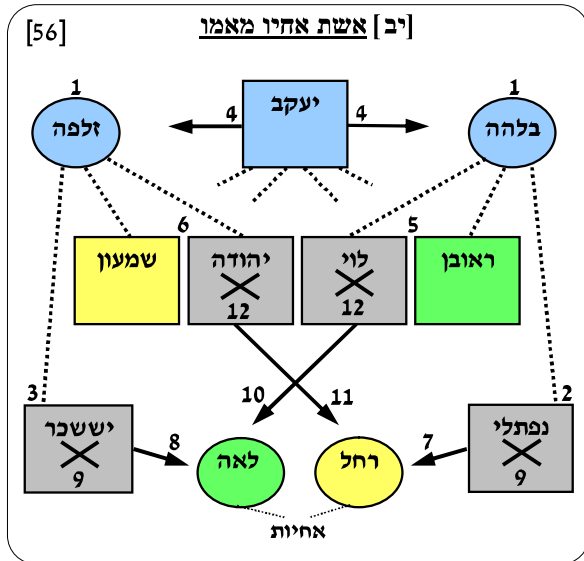 [יב] אשת אחיו מאמו
[56]
1
1
זלפה
יעקב
בלהה
4
4
6
5
שמעון
יהודה
לוי
ראובן
12
12
3
2
יששכר
נפתלי
10
11
8
7
לאה
רחל
9
9
אחיות